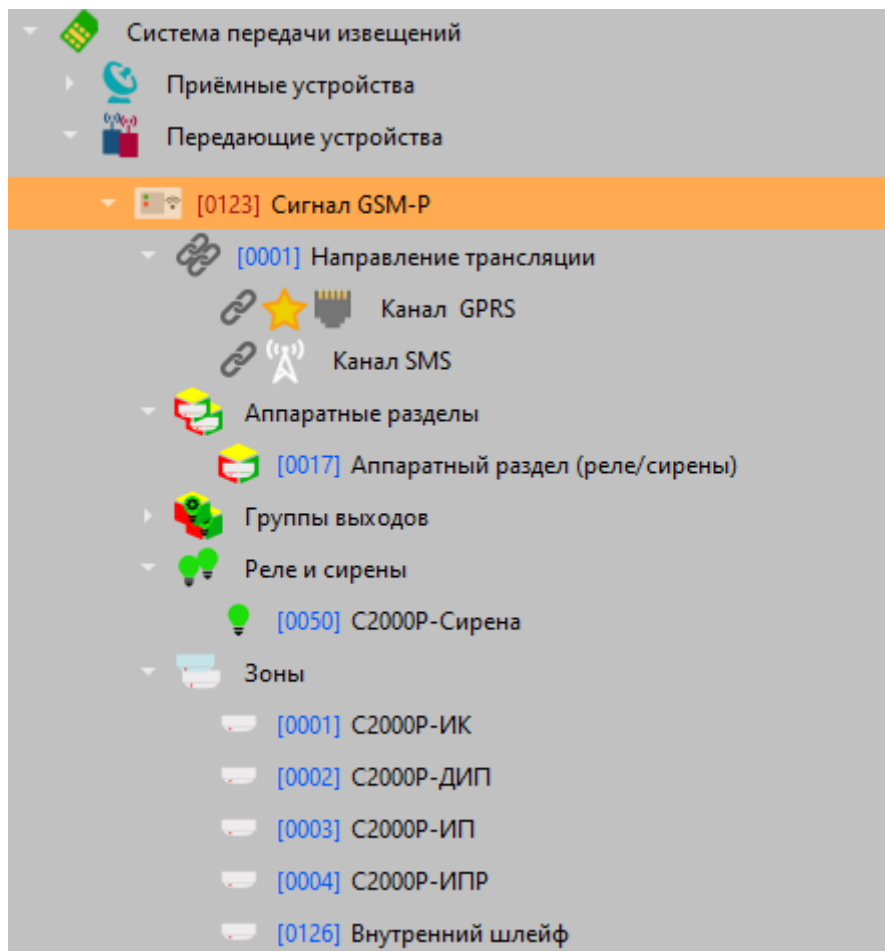 Система передачи извещений
Приёмные устройства
Передающие устройства
[0123] Сигнал GSM-P
[0001] Направление трансляции
Канал GPRS
Канал SMS
Аппаратные разделы
[0017] Аппаратный раздел (реле/сирены)
Группы выходов
Реле и сирены
[0050] С2000Р-Сирена
Зоны
[0001] С2000Р-ИК
[0002] С2000Р-ДИП
[0003] С2000Р-ИП
[0004] С2000Р-ИПР
[0126] Внутренний шлейф